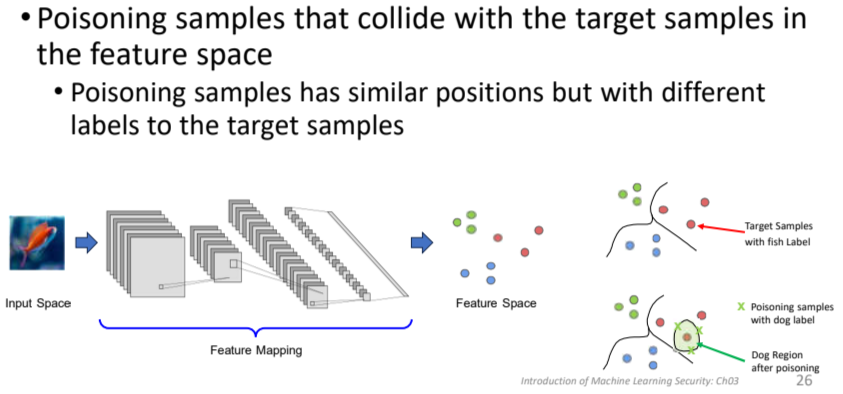 • Poisoning samples that collide with the target samples in
the feature space
• Poisoning samples has similar positions but with different
labels to the target samples
Input Space
Feature Mapping
Feature Space
Target Samples
with fish Label
X Poisoning samples
with dog label
Dog Region
after poisoning
Introduction of Machine Learning Security: Ch03
26